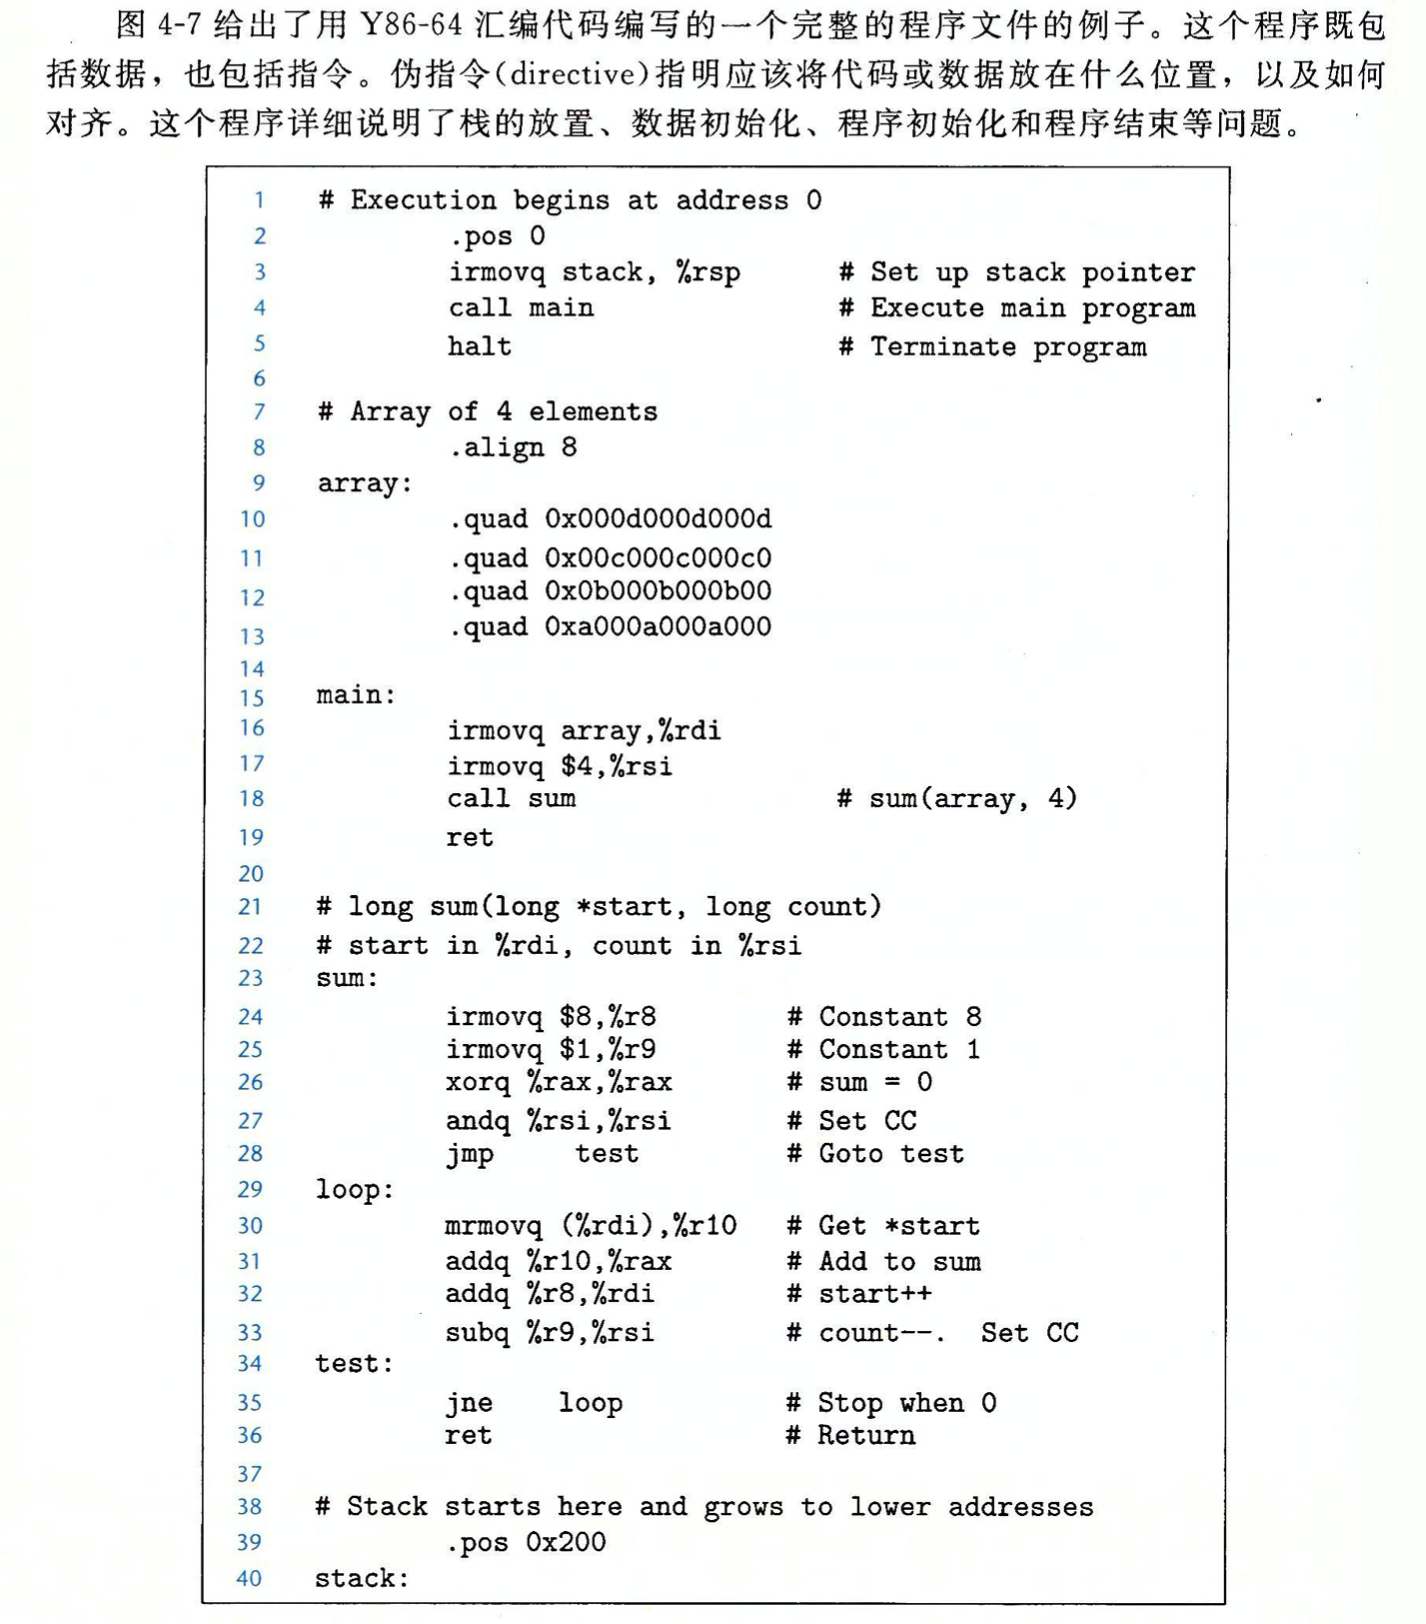 图 4-7 给出了用 Y86-64 汇编代码编写的一个完整的程序文件的例子。这个程序既包
括数据，也包括指令。伪指令(directive)指明应该将代码或数据放在什么位置，以及如何
对齐。这个程序详细说明了栈的放置、数据初始化、程序初始化和程序结束等问题。
1 # Execution begins at address 0
2 .pos 0
3 irmovq stack, %rsp # Set up stack pointer
4 call main # Execute main program
5 halt # Terminate program
6
7 # Array of 4 elements
8 .align 8
9 array:
10 .quad 0x000d000d000d
11 .quad 0x00c000c000c0
12 .quad 0x0b000b000b00
13 .quad 0xa000a000a000
14
15 main:
16 irmovq array,%rdi
17 irmovq $4,%rsi
18 call sum # sum(array, 4)
19 ret
20
21 # long sum(long *start, long count)
22 # start in %rdi, count in %rsi
23 sum:
24 irmovq $8,%r8 # Constant 8
25 irmovq $1,%r9 # Constant 1
26 xorq %rax,%rax # sum = 0
27 andq %rsi,%rsi # Set CC
28 jmp test # Goto test
29 loop:
30 mrmovq (%rdi),%r10 # Get *start
31 addq %r10,%rax # Add to sum
32 addq %r8,%rdi # start++
33 subq %r9,%rsi # count--. Set CC
34 test:
35 jne loop # Stop when 0
36 ret # Return
37
38 # Stack starts here and grows to lower addresses
39 .pos 0x200
40 stack: